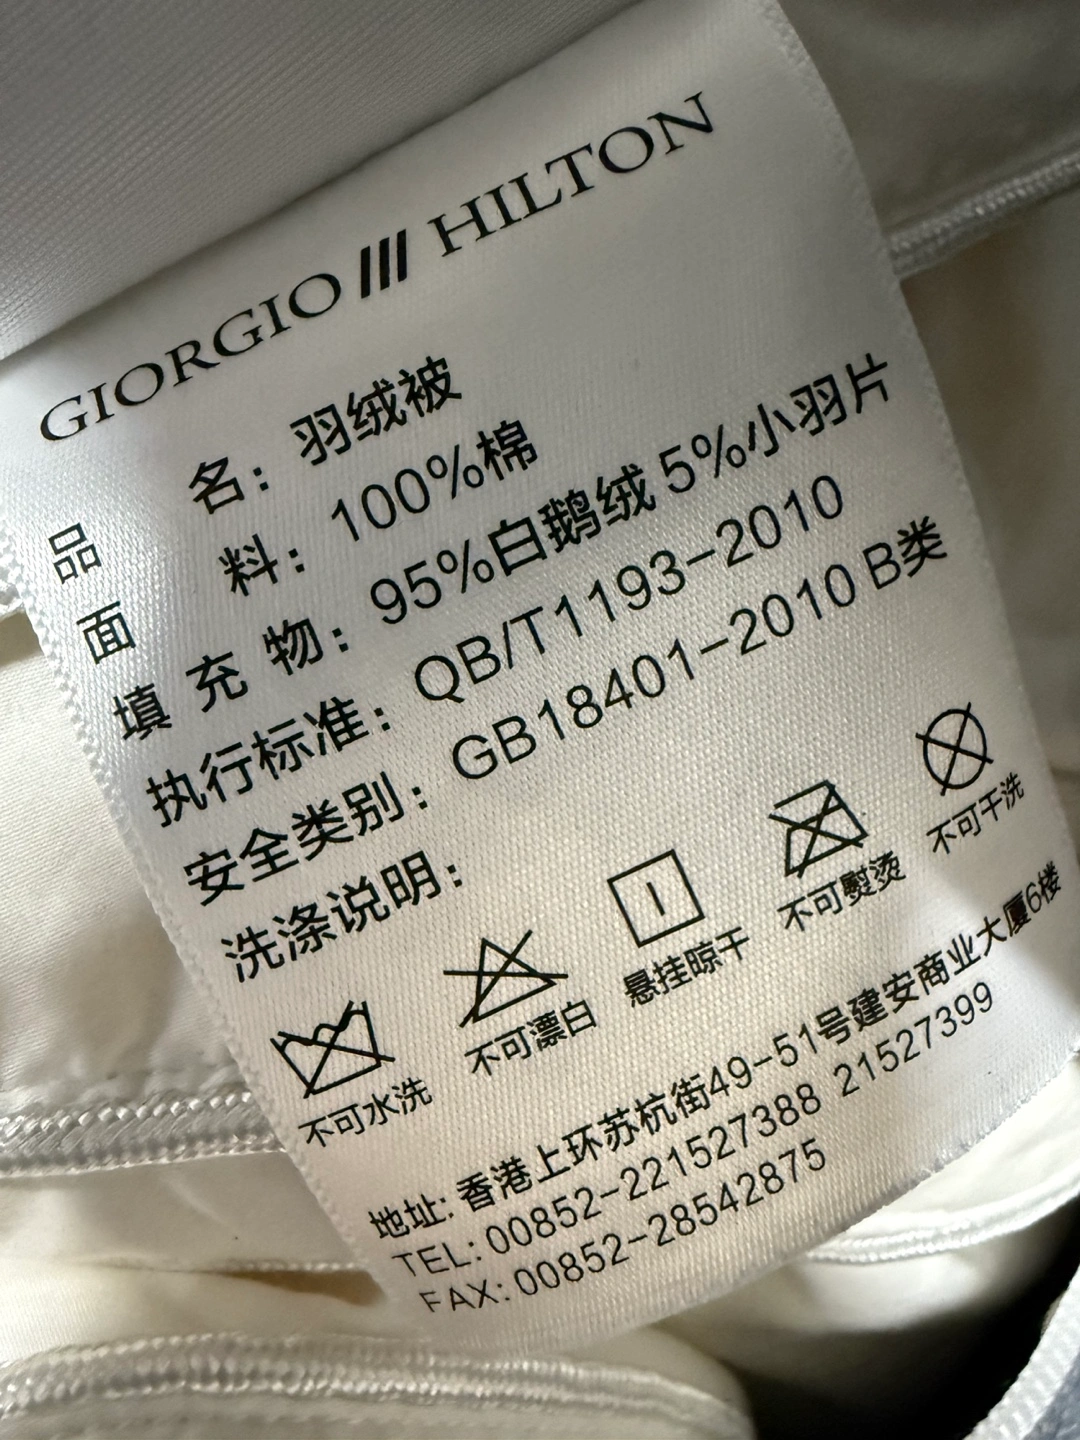 GIORGIO III HILTON
品 名：羽绒被
面 料：100%棉
填 充 物：95%白鹅绒 5%小羽片
执行标准：QB/T1193-2010
安全类别：GB18401-2010 B类
洗涤说明：
不可水洗 不可漂白 悬挂晾干 不可熨烫 不可干洗
地址: 香港上环苏杭街49-51号建安商业大厦6楼
TEL: 00852-221527388 21527399
FAX: 00852-28542875